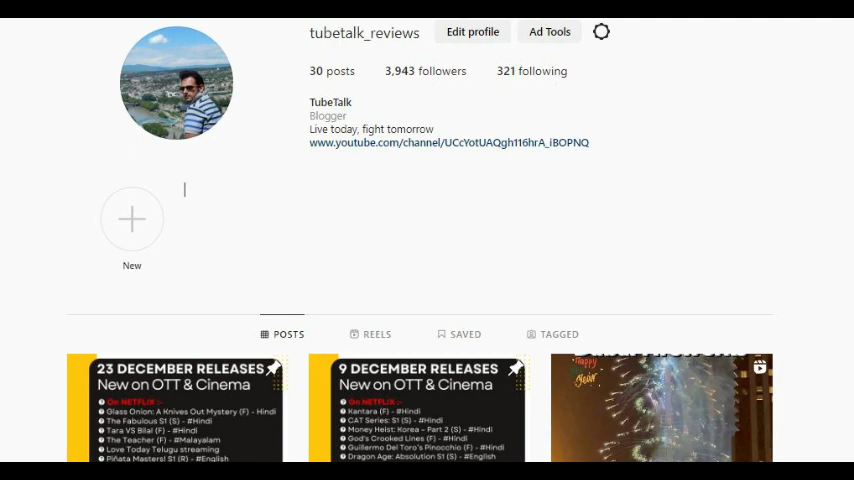 tubetalk_reviews Edit profile Ad Tools
30 posts 3,943 followers 321 following
TubeTalk
Blogger
Live today, fight tomorrow
www.youtube.com/channel/UCcYotUAQgh116hrA_iBOPNQ
New
POSTS REELS SAVED TAGGED
23 DECEMBER RELEASES
New on OTT & Cinema
On NETFLIX :-
Glass Onion: A Knives Out Mystery (F) - Hindi
The Fabulous S1 (S) - #Hindi
Tara VS Bilal (F) - #Hindi
The Teacher (F) - #Malayalam
Love Today Telugu streaming
Piñata Masters! S1 (R) - #English
9 DECEMBER RELEASES
New on OTT & Cinema
On NETFLIX :-
Kantara (F) - #Hindi
CAT Series: S1 (S) - #Hindi
Money Heist: Korea - Part 2 (S) - #Hindi
God's Crooked Lines (F) - #Hindi
Guillermo Del Toro's Pinocchio (F) - #Hindi
Dragon Age: Absolution S1 (S) - #English
Happy